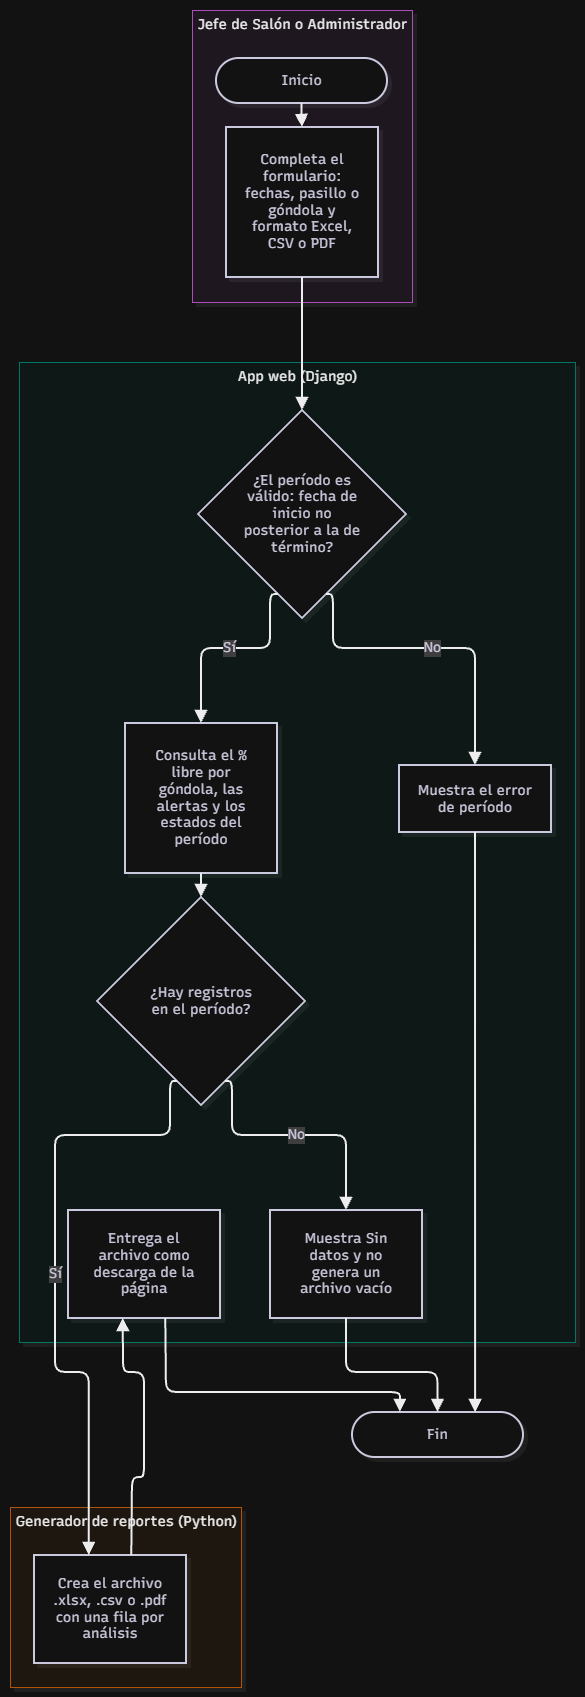 Jefe de Salón o Administrador
Inicio
Completa el
formulario:
fechas, pasillo o
góndola y
formato Excel,
CSV o PDF
App web (Django)
¿El período es
válido: fecha de
inicio no
posterior a la de
término?
Sí
No
Consulta el %
libre por
góndola, las
alertas y los
estados del
período
Muestra el error
de período
¿Hay registros
en el período?
No
Entrega el
archivo como
descarga de la
página
Muestra Sin
datos y no
genera un
archivo vacío
Sí
Fin
Generador de reportes (Python)
Crea el archivo
.xlsx, .csv o .pdf
con una fila por
análisis